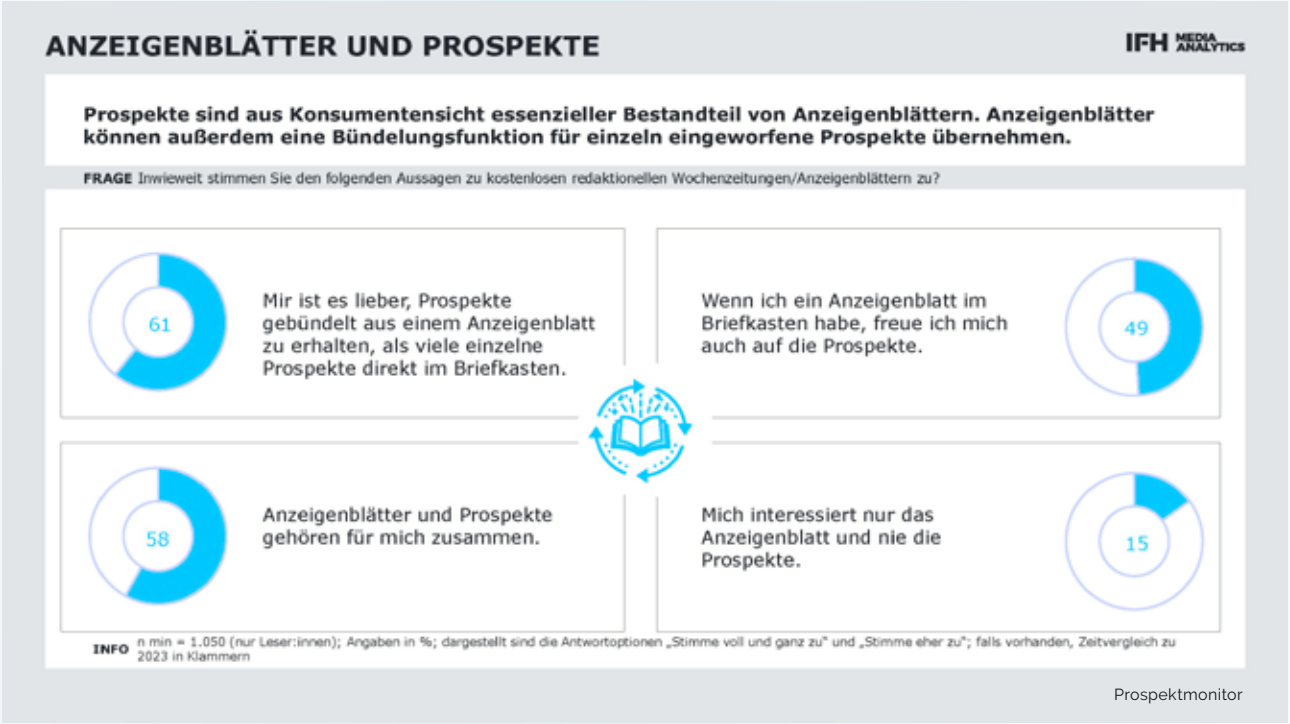 ANZEIGENBLÄTTER UND PROSPEKTE
IFH MEDIA
ANALYTICS
Prospekte sind aus Konsumentensicht essenzieller Bestandteil von Anzeigenblättern. Anzeigenblätter
können außerdem eine Bündelungsfunktion für einzeln eingeworfene Prospekte übernehmen.
FRAGE Inwieweit stimmen Sie den folgenden Aussagen zu kostenlosen redaktionellen Wochenzeitungen/Anzeigenblättern zu?
61
Mir ist es lieber, Prospekte
gebündelt aus einem Anzeigenblatt
zu erhalten, als viele einzelne
Prospekte direkt im Briefkasten.
Wenn ich ein Anzeigenblatt im
Briefkasten habe, freue ich mich
auch auf die Prospekte.
49
58
Anzeigenblätter und Prospekte
gehören für mich zusammen.
Mich interessiert nur das
Anzeigenblatt und nie die
Prospekte.
15
INFO n min = 1.050 (nur Leser:innen); Angaben in %; dargestellt sind die Antwortoptionen „Stimme voll und ganz zu" und „Stimme eher zu"; falls vorhanden, Zeitvergleich zu
2023 in Klammern
Prospektmonitor